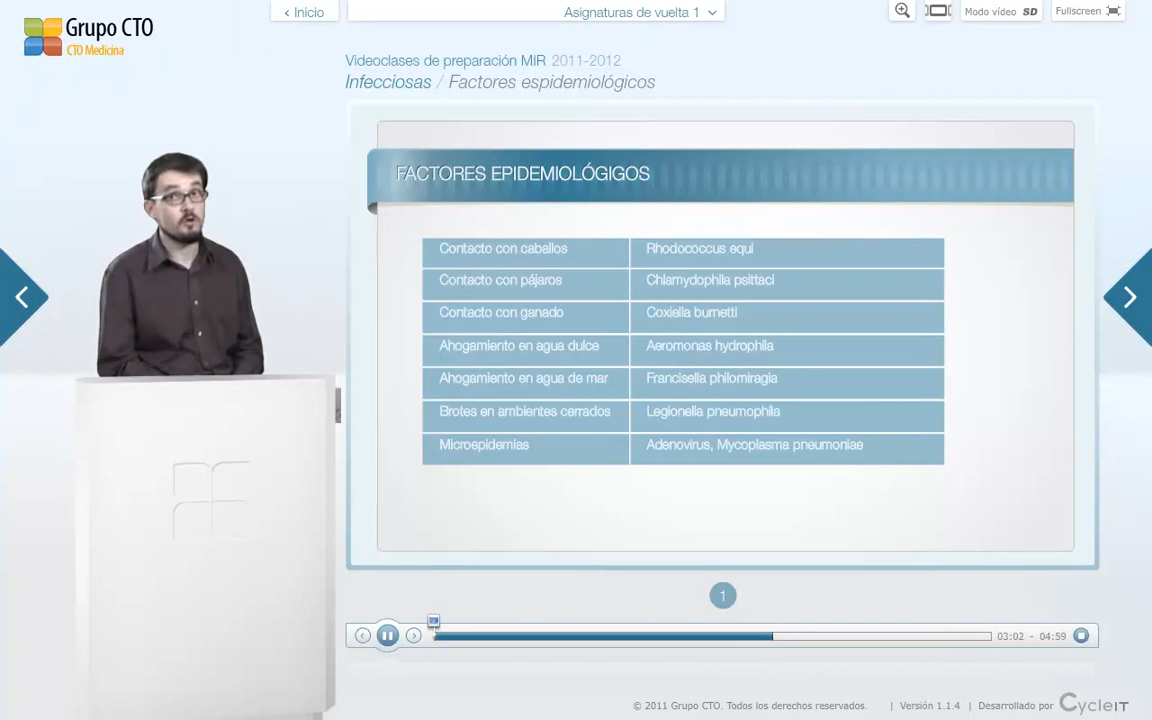 Grupo CTO
CTO Medicina
‹ Inicio
Asignaturas de vuelta 1
Modo vídeo SD
Fullscreen
Videoclases de preparación MIR 2011-2012
Infecciosas / Factores espidemiológicos
FACTORES EPIDEMIOLÓGIGOS
Contacto con caballos Rhodococcus equi
Contacto con pájaros Chlamydophila psittaci
Contacto con ganado Coxiella burnetti
Ahogamiento en agua dulce Aeromonas hydrophila
Ahogamiento en agua de mar Francisella philomiragia
Brotes en ambientes cerrados Legionella pneumophila
Microepidemias Adenovirus, Mycoplasma pneumoniae
1
03:02 - 04:59
© 2011 Grupo CTO. Todos los derechos reservados. | Versión 1.1.4 | Desarrollado por CycleIT